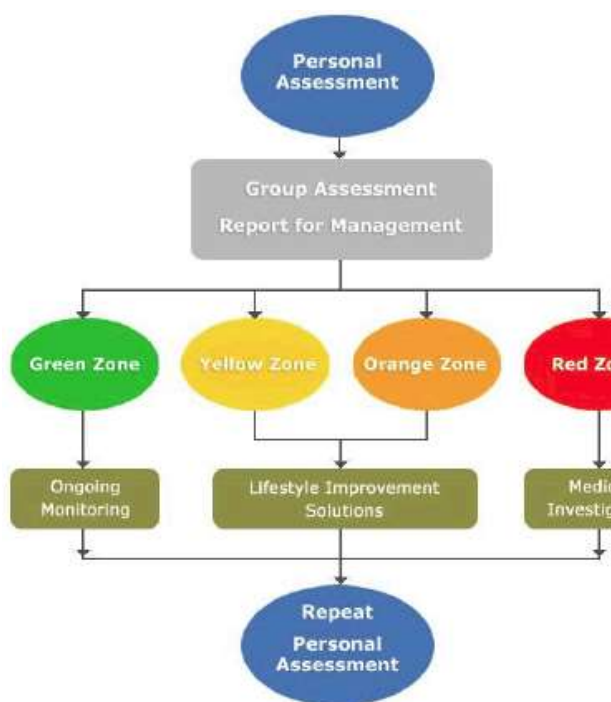 Personal
Assessment
Group Assessment
Report for Management
Green Zone
Yellow Zone
Orange Zone
Red
Ongoing
Monitoring
Lifestyle Improvement
Solutions
Repeat
Personal
Assessment